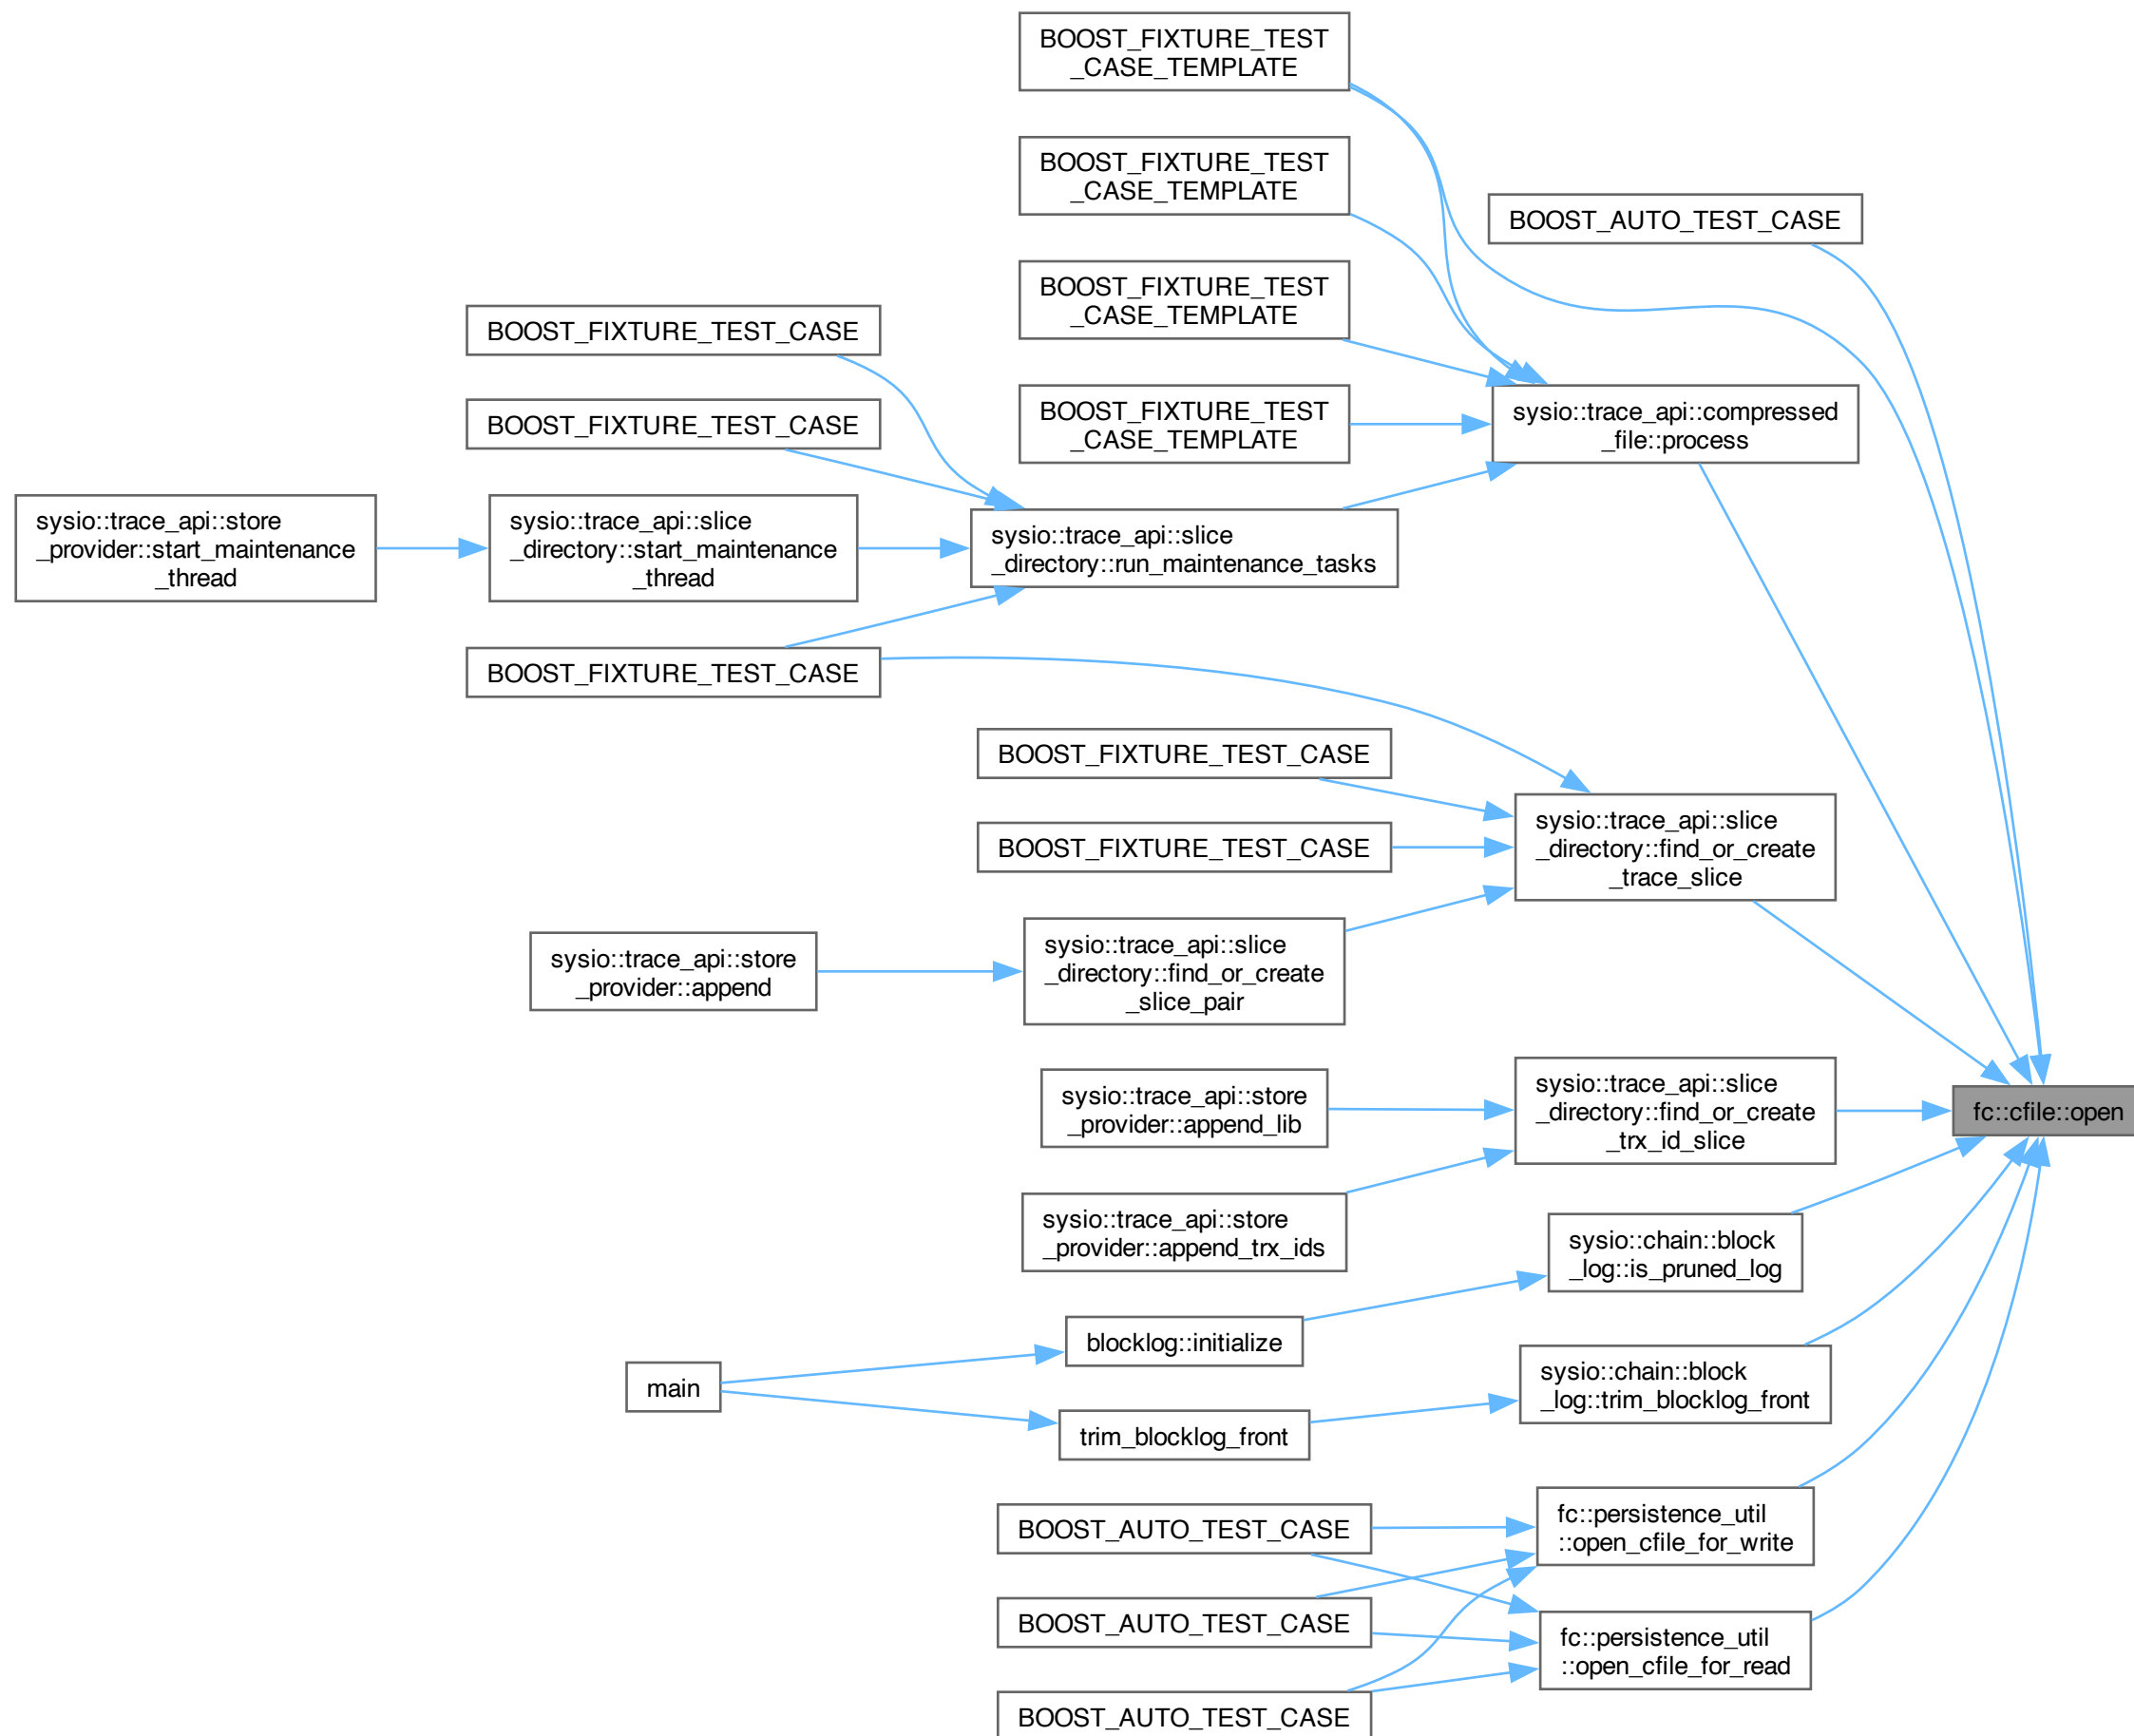 BOOST_FIXTURE_TEST
_CASE_TEMPLATE
BOOST_FIXTURE_TEST
_CASE_TEMPLATE
BOOST_AUTO_TEST_CASE
BOOST_FIXTURE_TEST
_CASE_TEMPLATE
BOOST_FIXTURE_TEST_CASE
BOOST_FIXTURE_TEST
_CASE_TEMPLATE
sysio::trace_api::compressed
_file::process
BOOST_FIXTURE_TEST_CASE
sysio::trace_api::store
_provider::start_maintenance
_thread
sysio::trace_api::slice
_directory::start_maintenance
_thread
sysio::trace_api::slice
_directory::run_maintenance_tasks
BOOST_FIXTURE_TEST_CASE
BOOST_FIXTURE_TEST_CASE
BOOST_FIXTURE_TEST_CASE
sysio::trace_api::slice
_directory::find_or_create
_trace_slice
sysio::trace_api::store
_provider::append
sysio::trace_api::slice
_directory::find_or_create
_slice_pair
sysio::trace_api::store
_provider::append_lib
sysio::trace_api::slice
_directory::find_or_create
_trx_id_slice
fc::cfile::open
sysio::trace_api::store
_provider::append_trx_ids
sysio::chain::block
_log::is_pruned_log
blocklog::initialize
main
sysio::chain::block
_log::trim_blocklog_front
trim_blocklog_front
BOOST_AUTO_TEST_CASE
fc::persistence_util
::open_cfile_for_write
BOOST_AUTO_TEST_CASE
fc::persistence_util
::open_cfile_for_read
BOOST_AUTO_TEST_CASE